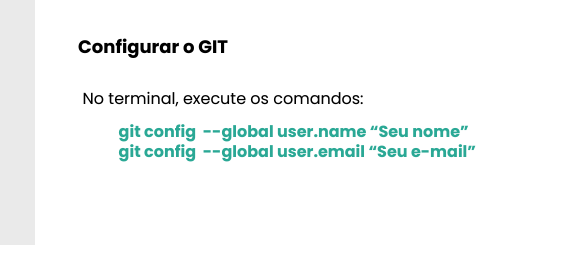 Configurar o GIT
No terminal, execute os comandos:
git config --global user.name “Seu nome”
git config --global user.email “Seu e-mail”